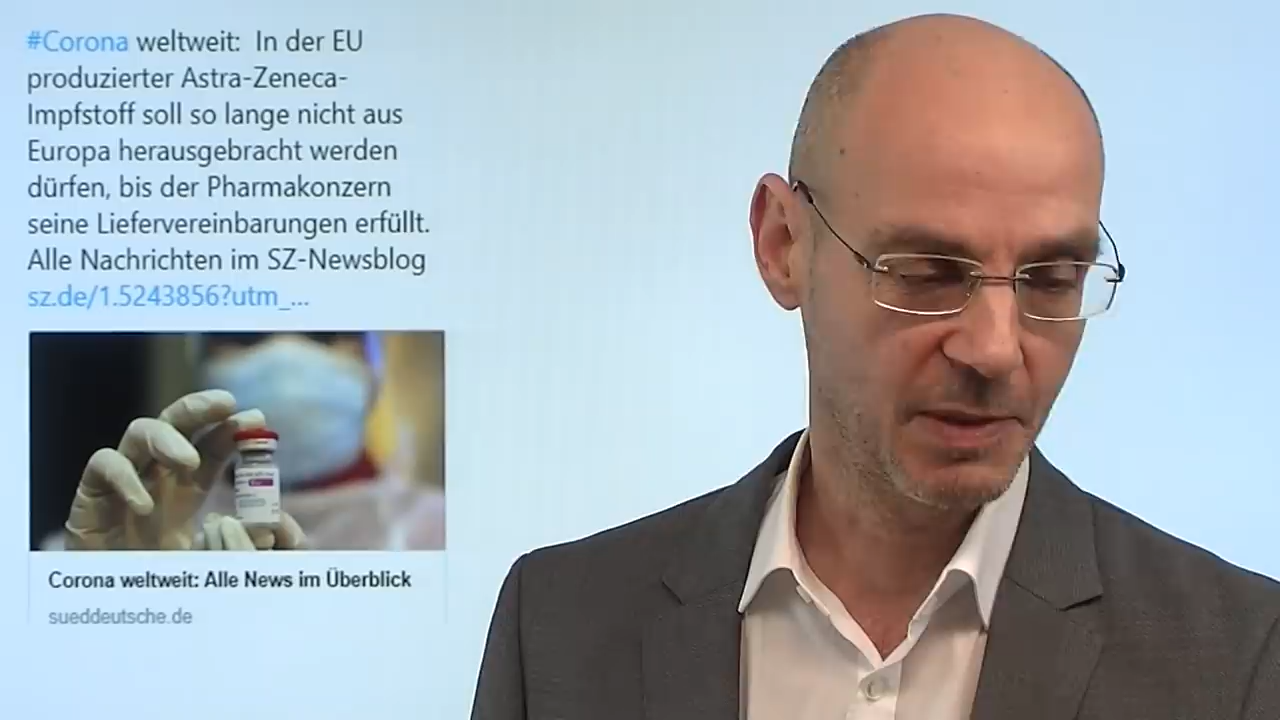 #Corona weltweit: In der EU
produzierter Astra-Zeneca-
Impfstoff soll so lange nicht aus
Europa herausgebracht werden
dürfen, bis der Pharmakonzern
seine Liefervereinbarungen erfüllt.
Alle Nachrichten im SZ-Newsblog
sz.de/1.5243856?utm_...
Corona weltweit: Alle News im Überblick
sueddeutsche.de